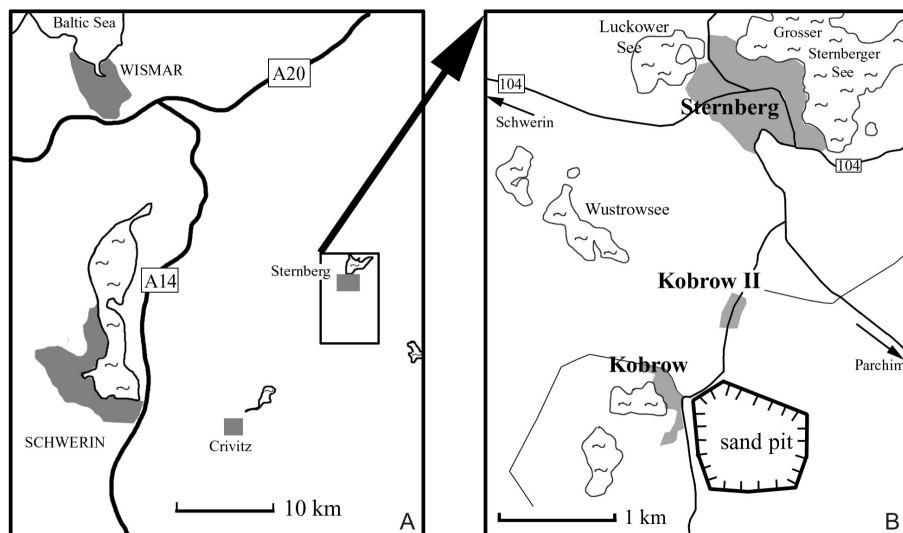 Baltic Sea
WISMAR
A20
A14
Sternberg
SCHWERIN
Crivitz
10 km
A
Luckower
See
Grosser
Sternberger
See
104
Schwerin
Sternberg
104
Wustrowsee
Kobrow II
Parchim
Kobrow
sand pit
1 km
B